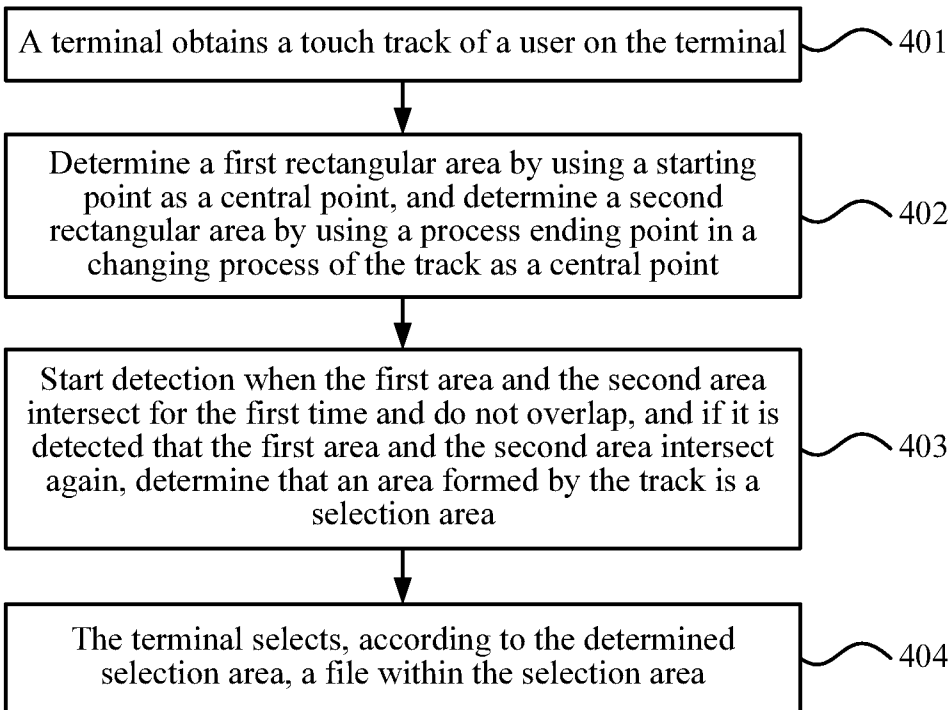 A terminal obtains a touch track of a user on the terminal
401
Determine a first rectangular area by using a starting
point as a central point, and determine a second
rectangular area by using a process ending point in a
changing process of the track as a central point
402
Start detection when the first area and the second area
intersect for the first time and do not overlap, and if it is
detected that the first area and the second area intersect
again, determine that an area formed by the track is a
selection area
403
The terminal selects, according to the determined
selection area, a file within the selection area
404